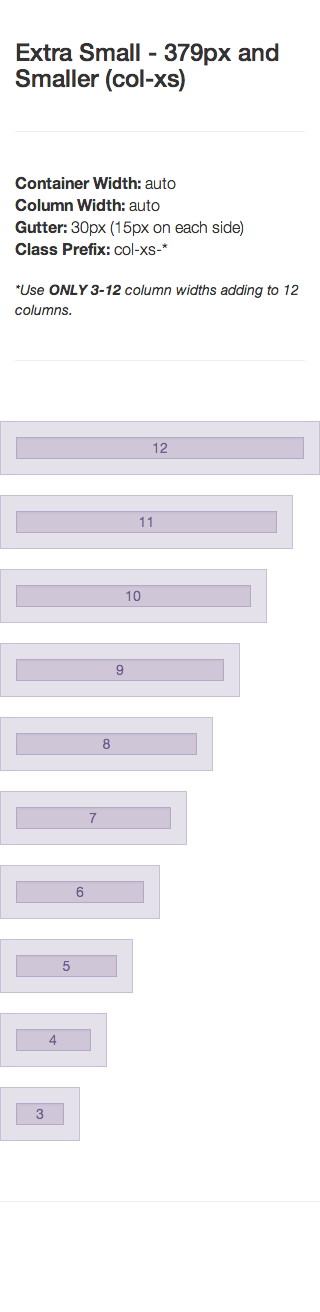 Extra Small - 379px and
Smaller (col-xs)
Container Width: auto
Column Width: auto
Gutter: 30px (15px on each side)
Class Prefix: col-xs-*
*Use ONLY 3-12 column widths adding to 12
columns.
12
11
10
9
8
7
6
5
4
3